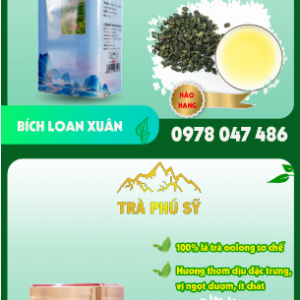 HẢO
HẠNG
BÍCH LOAN XUÂN
0978 047 486
TRÀ PHÚ SỸ
100% lá trà oolong sơ chế
Hương thơm dịu đặc trưng,
vị ngọt đượm, ít chát